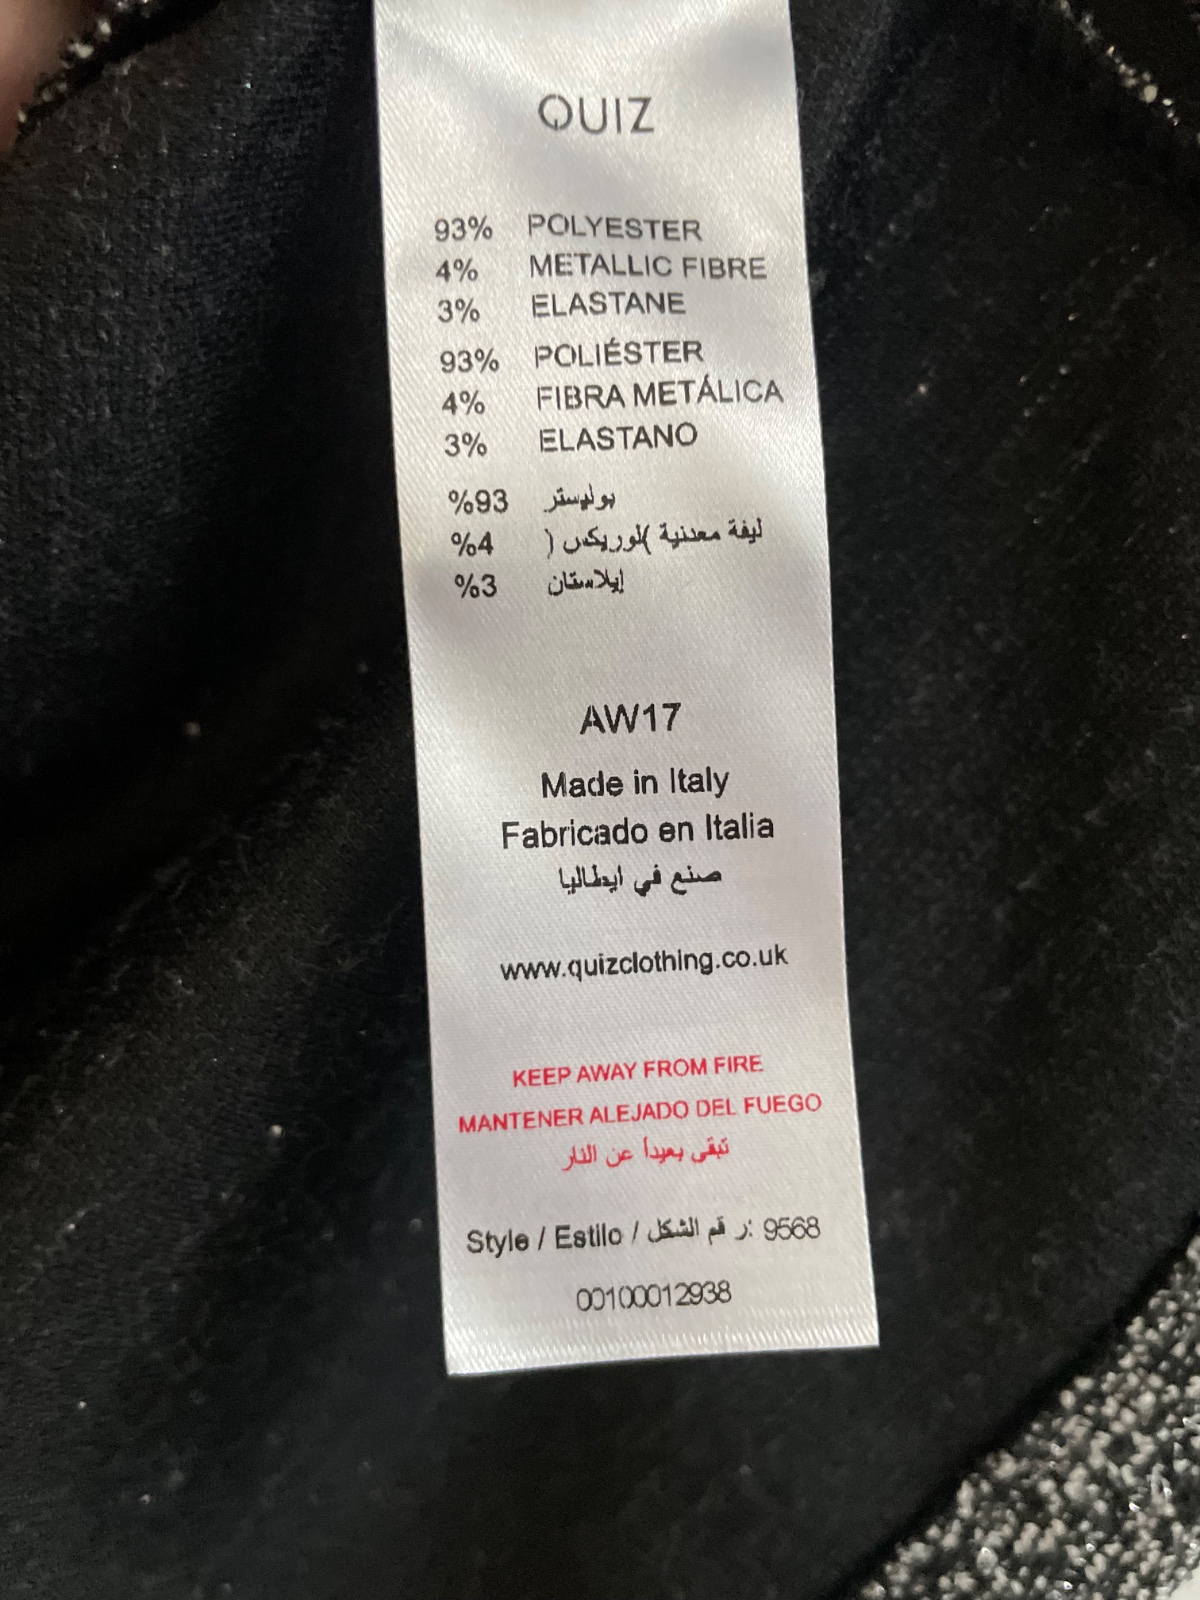 QUIZ
93% POLYESTER
4% METALLIC FIBRE
3% ELASTANE
93% POLIÉSTER
4% FIBRA METÁLICA
3% ELASTANO
%93 بوليستر
%4 ليفة معدنية )لوريكس (
%3 إيلاستان
AW17
Made in Italy
Fabricado en Italia
صنع في ايطاليا
www.quizclothing.co.uk
KEEP AWAY FROM FIRE
MANTENER ALEJADO DEL FUEGO
تبقى بعيداً عن النار
Style / Estilo / ر قم الشكل: 9568
00100012938